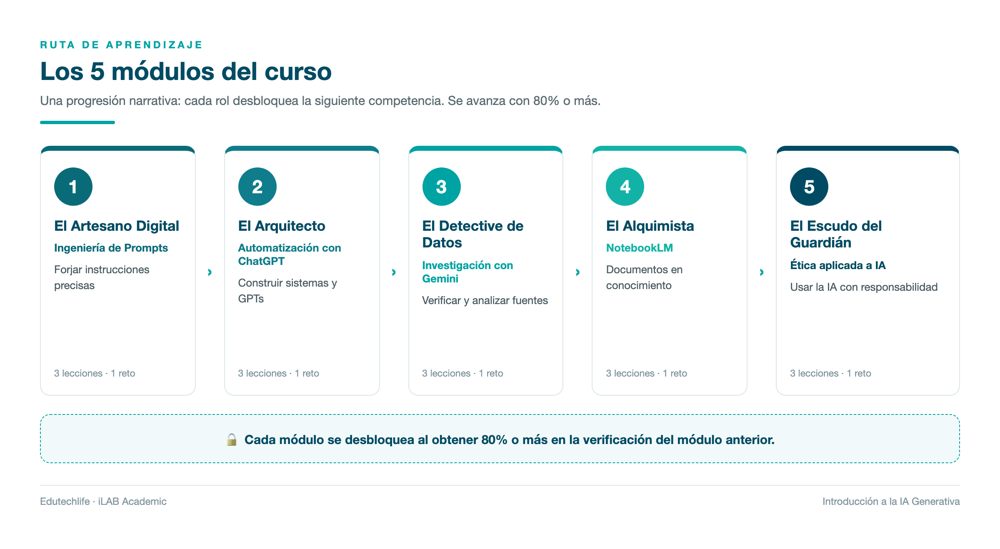 RUTA DE APRENDIZAJE
Los 5 módulos del curso
Una progresión narrativa: cada rol desbloquea la siguiente competencia. Se avanza con 80% o más.
1
El Artesano Digital
Ingeniería de Prompts
Forjar instrucciones
precisas
3 lecciones · 1 reto
›
2
El Arquitecto
Automatización con
ChatGPT
Construir sistemas y
GPTs
3 lecciones · 1 reto
›
3
El Detective de
Datos
Investigación con
Gemini
Verificar y analizar fuentes
3 lecciones · 1 reto
›
4
El Alquimista
NotebookLM
Documentos en
conocimiento
3 lecciones · 1 reto
›
5
El Escudo del
Guardián
Ética aplicada a IA
Usar la IA con responsabilidad
3 lecciones · 1 reto
🔓 Cada módulo se desbloquea al obtener 80% o más en la verificación del módulo anterior.
Edutechlife · iLAB Academic
Introducción a la IA Generativa